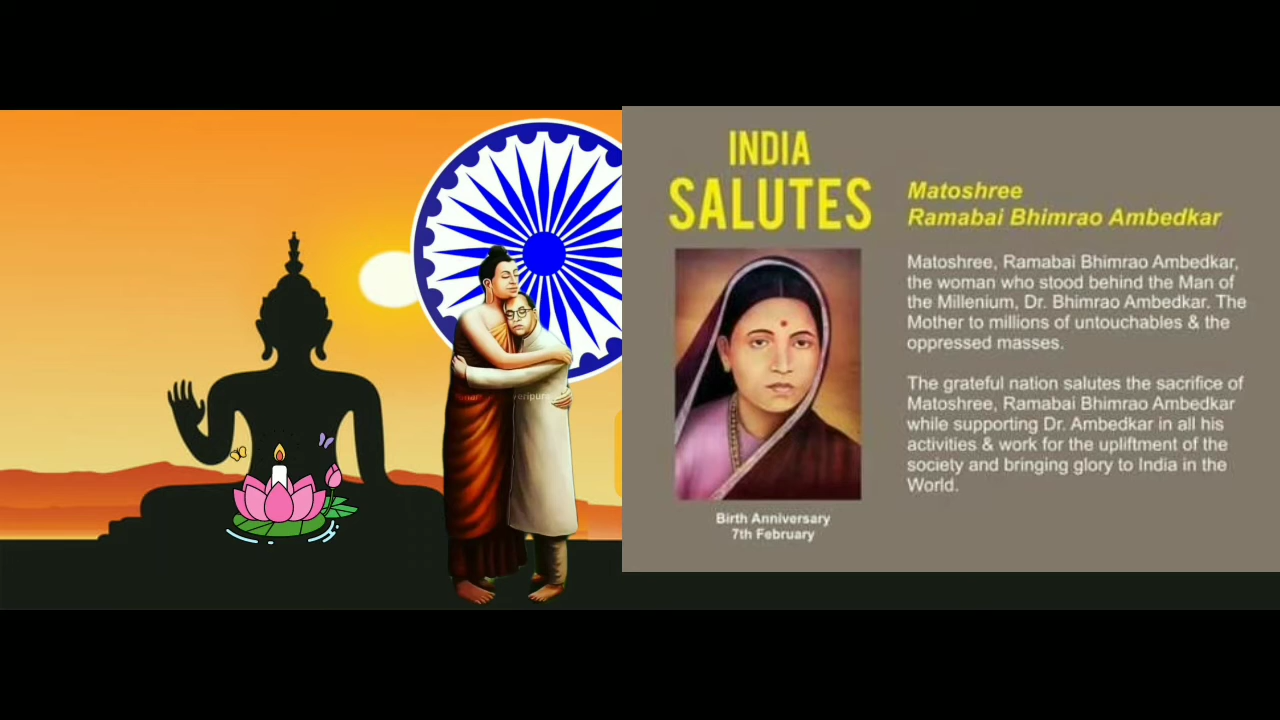 INDIA
SALUTES
Birth Anniversary
7th February
Matoshree
Ramabai Bhimrao Ambedkar
Matoshree, Ramabai Bhimrao Ambedkar,
the woman who stood behind the Man of
the Millenium, Dr. Bhimrao Ambedkar. The
Mother to millions of untouchables & the
oppressed masses.
The grateful nation salutes the sacrifice of
Matoshree, Ramabai Bhimrao Ambedkar
while supporting Dr. Ambedkar in all his
activities & work for the upliftment of the
society and bringing glory to India in the
World.